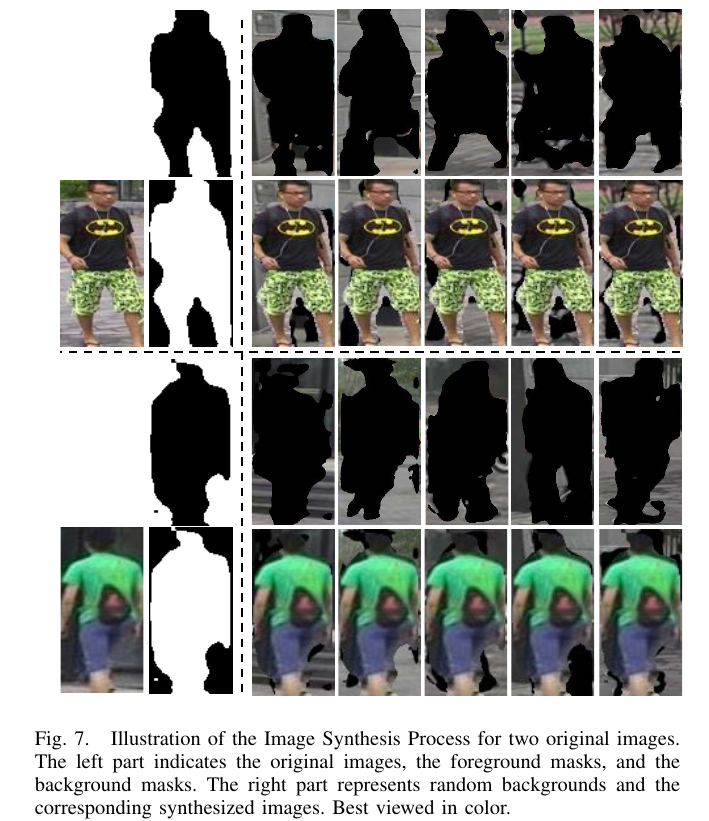 Fig. 7. Illustration of the Image Synthesis Process for two original images.
The left part indicates the original images, the foreground masks, and the
background masks. The right part represents random backgrounds and the
corresponding synthesized images. Best viewed in color.